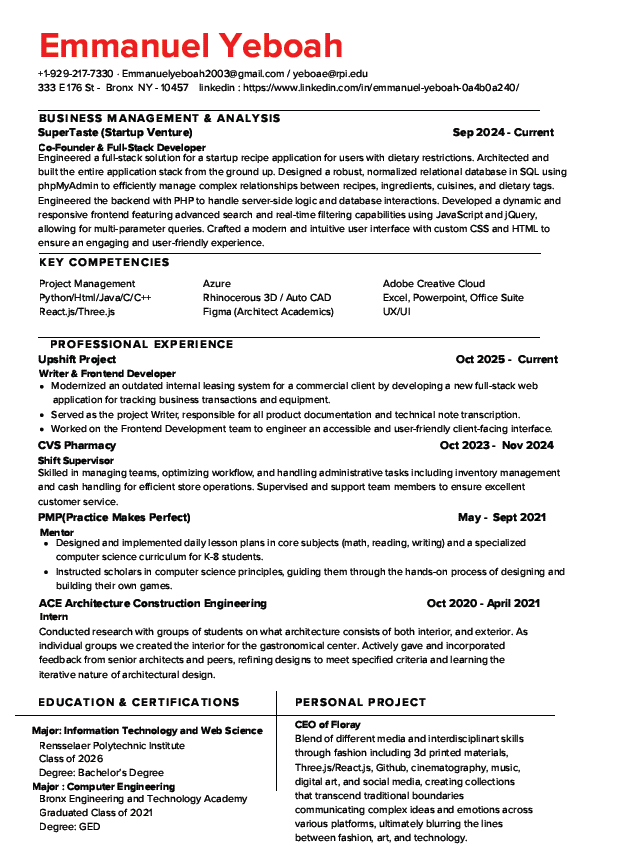 Emmanuel Yeboah
+1-929-217-7330 · Emmanuelyeboah2003@gmail.com / yeboae@rpi.edu
333 E 176 St - Bronx NY - 10457 linkedin : https://www.linkedin.com/in/emmanuel-yeboah-0a4b0a240/
BUSINESS MANAGEMENT & ANALYSIS
SuperTaste (Startup Venture) Sep 2024 - Current
Co-Founder & Full-Stack Developer
Engineered a full-stack solution for a startup recipe application for users with dietary restrictions. Architected and
built the entire application stack from the ground up. Designed a robust, normalized relational database in SQL using
phpMyAdmin to efficiently manage complex relationships between recipes, ingredients, cuisines, and dietary tags.
Engineered the backend with PHP to handle server-side logic and database interactions. Developed a dynamic and
responsive frontend featuring advanced search and real-time filtering capabilities using JavaScript and jQuery,
allowing for multi-parameter queries. Crafted a modern and intuitive user interface with custom CSS and HTML to
ensure an engaging and user-friendly experience.
KEY COMPETENCIES
Project Management Azure Adobe Creative Cloud
Python/Html/Java/C/C++ Rhinocerous 3D / Auto CAD Excel, Powerpoint, Office Suite
React.js/Three.js Figma (Architect Academics) UX/UI
PROFESSIONAL EXPERIENCE
Upshift Project Oct 2025 - Current
Writer & Frontend Developer
• Modernized an outdated internal leasing system for a commercial client by developing a new full-stack web
application for tracking business transactions and equipment.
• Served as the project Writer, responsible for all product documentation and technical note transcription.
• Worked on the Frontend Development team to engineer an accessible and user-friendly client-facing interface.
CVS Pharmacy Oct 2023 - Nov 2024
Shift Supervisor
Skilled in managing teams, optimizing workflow, and handling administrative tasks including inventory management
and cash handling for efficient store operations. Supervised and support team members to ensure excellent
customer service.
PMP(Practice Makes Perfect) May - Sept 2021
Mentor
• Designed and implemented daily lesson plans in core subjects (math, reading, writing) and a specialized
computer science curriculum for K-8 students.
• Instructed scholars in computer science principles, guiding them through the hands-on process of designing and
building their own games.
ACE Architecture Construction Engineering Oct 2020 - April 2021
Intern
Conducted research with groups of students on what architecture consists of both interior, and exterior. As
individual groups we created the interior for the gastronomical center. Actively gave and incorporated
feedback from senior architects and peers, refining designs to meet specified criteria and learning the
iterative nature of architectural design.
EDUCATION & CERTIFICATIONS
Major: Information Technology and Web Science
Rensselaer Polytechnic Institute
Class of 2026
Degree: Bachelor's Degree
Major : Computer Engineering
Bronx Engineering and Technology Academy
Graduated Class of 2021
Degree: GED
PERSONAL PROJECT
CEO of Floray
Blend of different media and interdisciplinart skills
through fashion including 3d printed materials,
Three.js/React.js, Github, cinematography, music,
digital art, and social media, creating collections
that transcend traditional boundaries
communicating complex ideas and emotions across
various platforms, ultimately blurring the lines
between fashion, art, and technology.